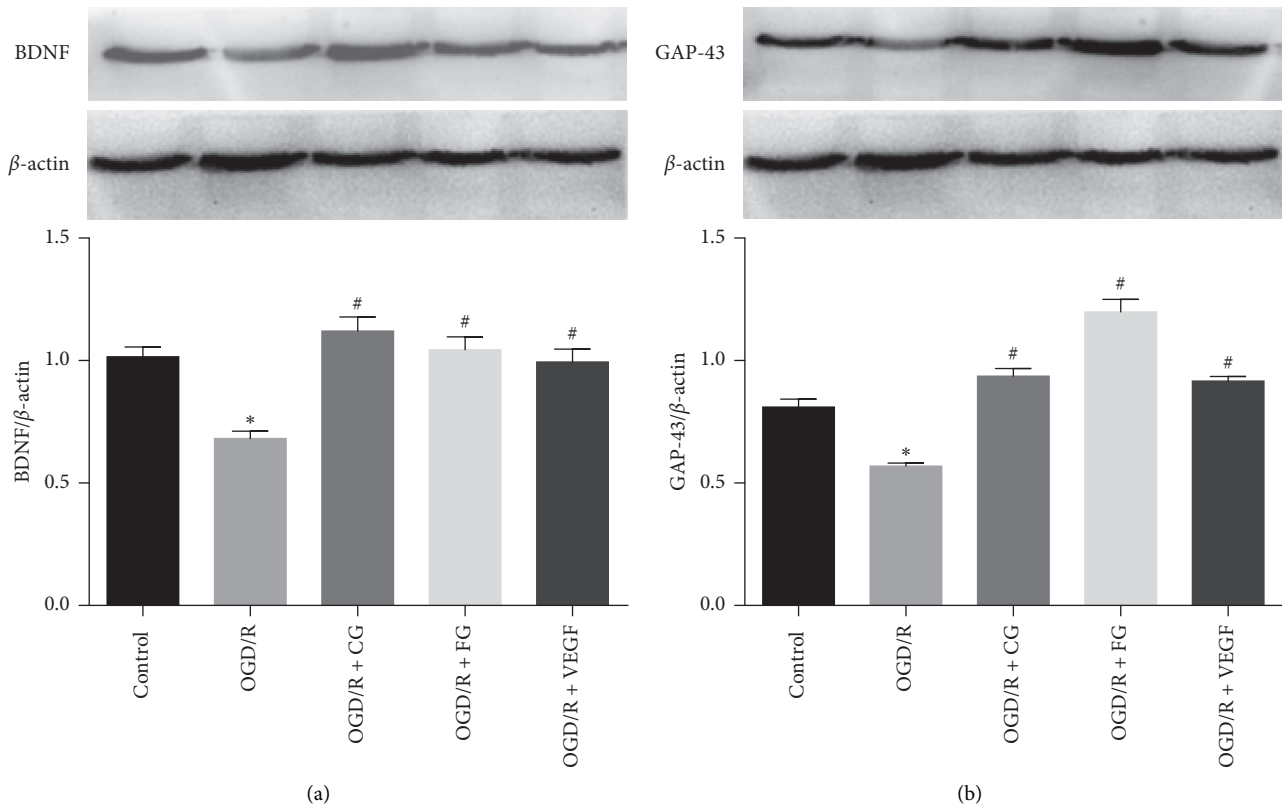 BDNF
β-actin
1.5
1.0
0.5
0.0
BDNF/β-actin
*
#
#
#
Control
OGD/R
OGD/R + CG
OGD/R + FG
OGD/R + VEGF
(a)
GAP-43
β-actin
1.5
1.0
0.5
0.0
GAP-43/β-actin
*
#
#
#
Control
OGD/R
OGD/R + CG
OGD/R + FG
OGD/R + VEGF
(b)